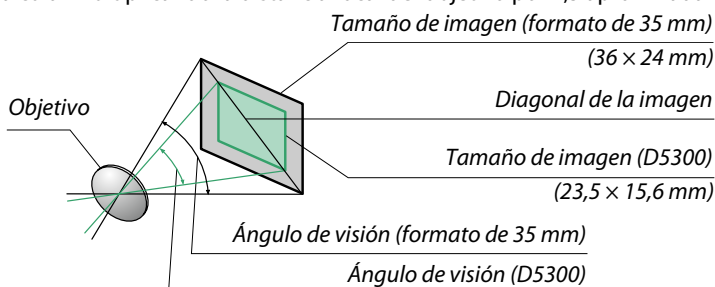 Tamaño de imagen (formato de 35 mm)
(36 × 24 mm)
Objetivo
Diagonal de la imagen
Tamaño de imagen (D5300)
(23,5 × 15,6 mm)
Ángulo de visión (formato de 35 mm)
Ángulo de visión (D5300)